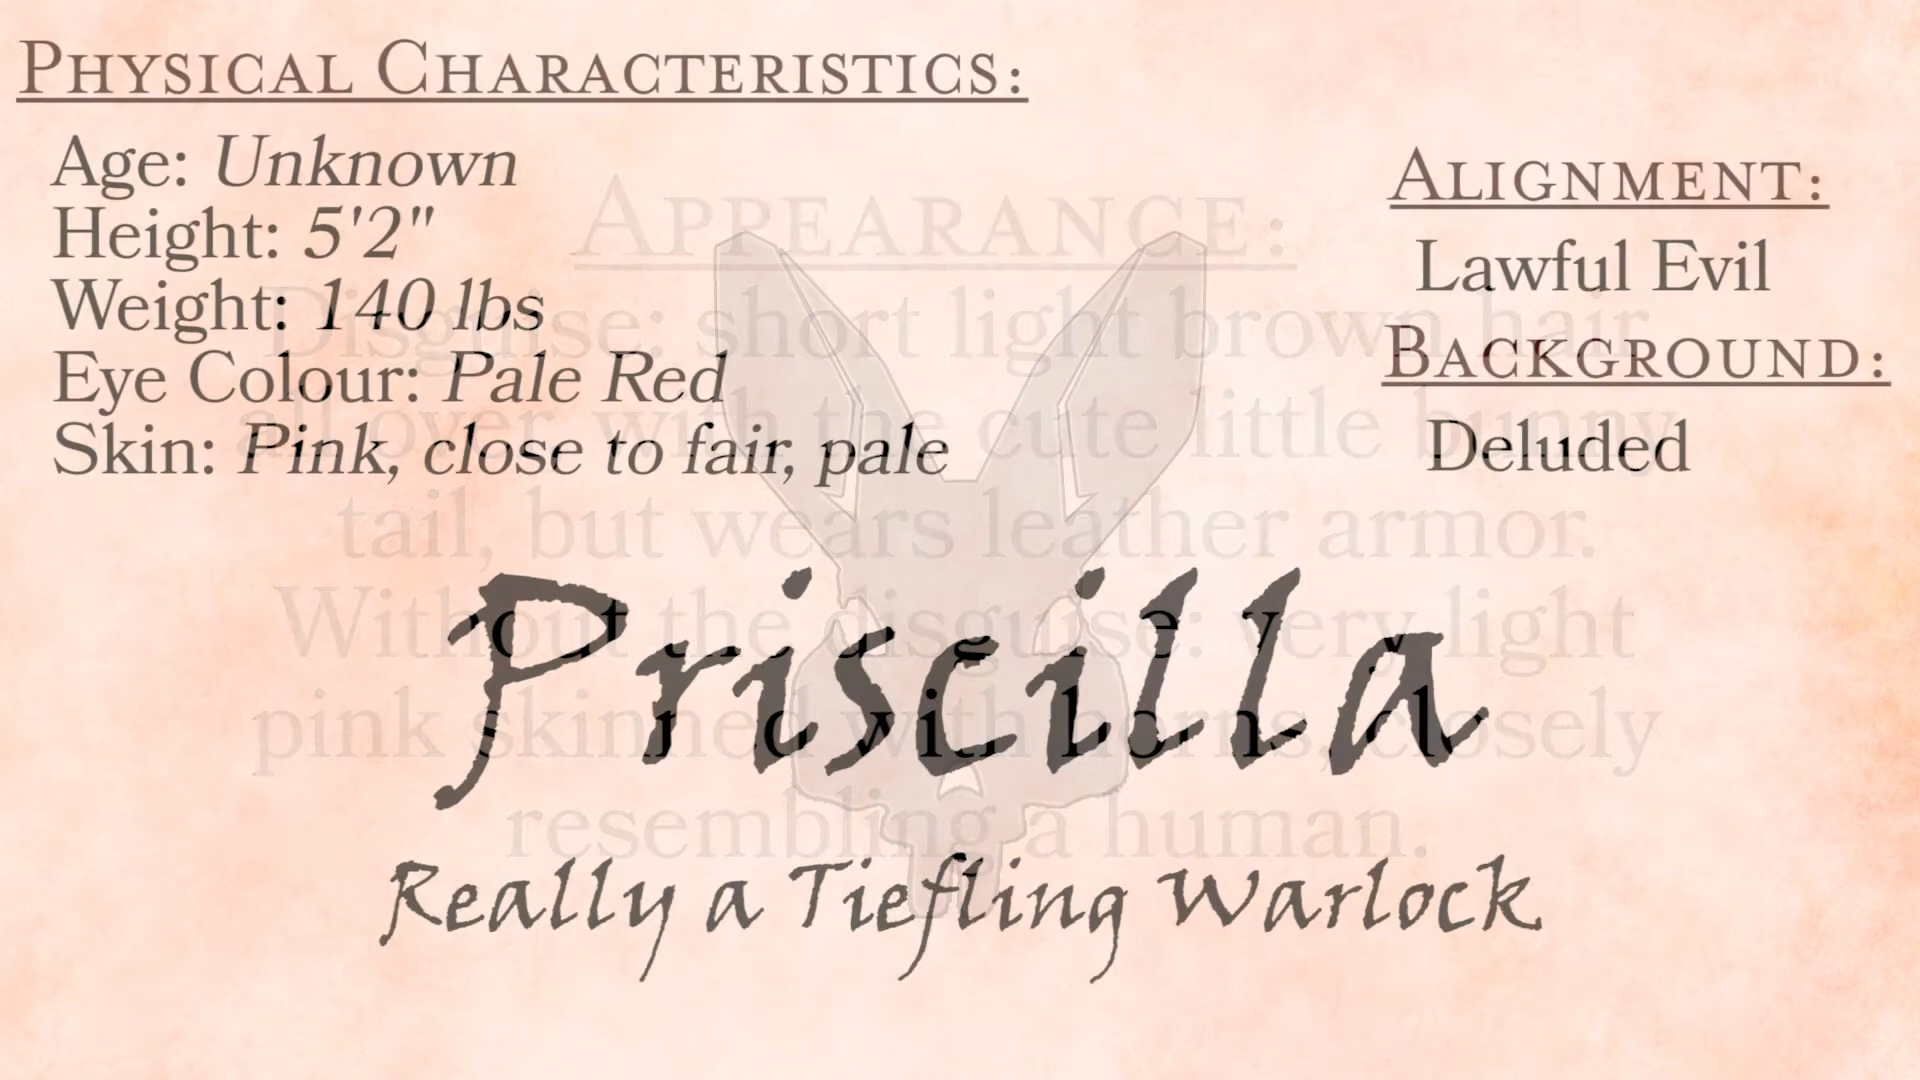 Physical Characteristics:
Age: Unknown
Height: 5'2"
Weight: 140 lbs
Eye Colour: Pale Red
Skin: Pink, close to fair, pale
Alignment:
Lawful Evil
Background:
Deluded
Appearance:
Disguise: short light brown hair
all over with the cute little bunny
tail, but wears leather armor.
Without the disguise: very light
pink skinned with horns, closely
resembling a human.
Priscilla
Really a Tiefling Warlock